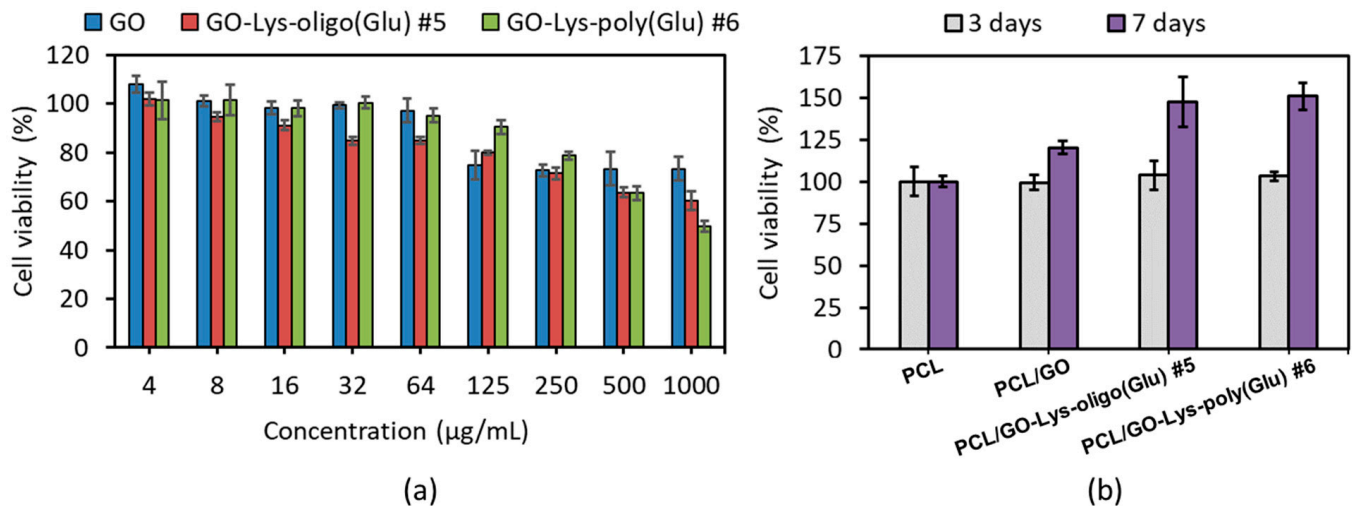 GO GO-Lys-oligo(Glu) #5 GO-Lys-poly(Glu) #6
120
100
80
60
40
20
0
Cell viability (%)
4 8 16 32 64 125 250 500 1000
Concentration (µg/mL)
(a)
3 days 7 days
175
150
125
100
75
50
25
0
Cell viability (%)
PCL
PCL/GO
PCL/GO-Lys-oligo(Glu) #5
PCL/GO-Lys-poly(Glu) #6
(b)